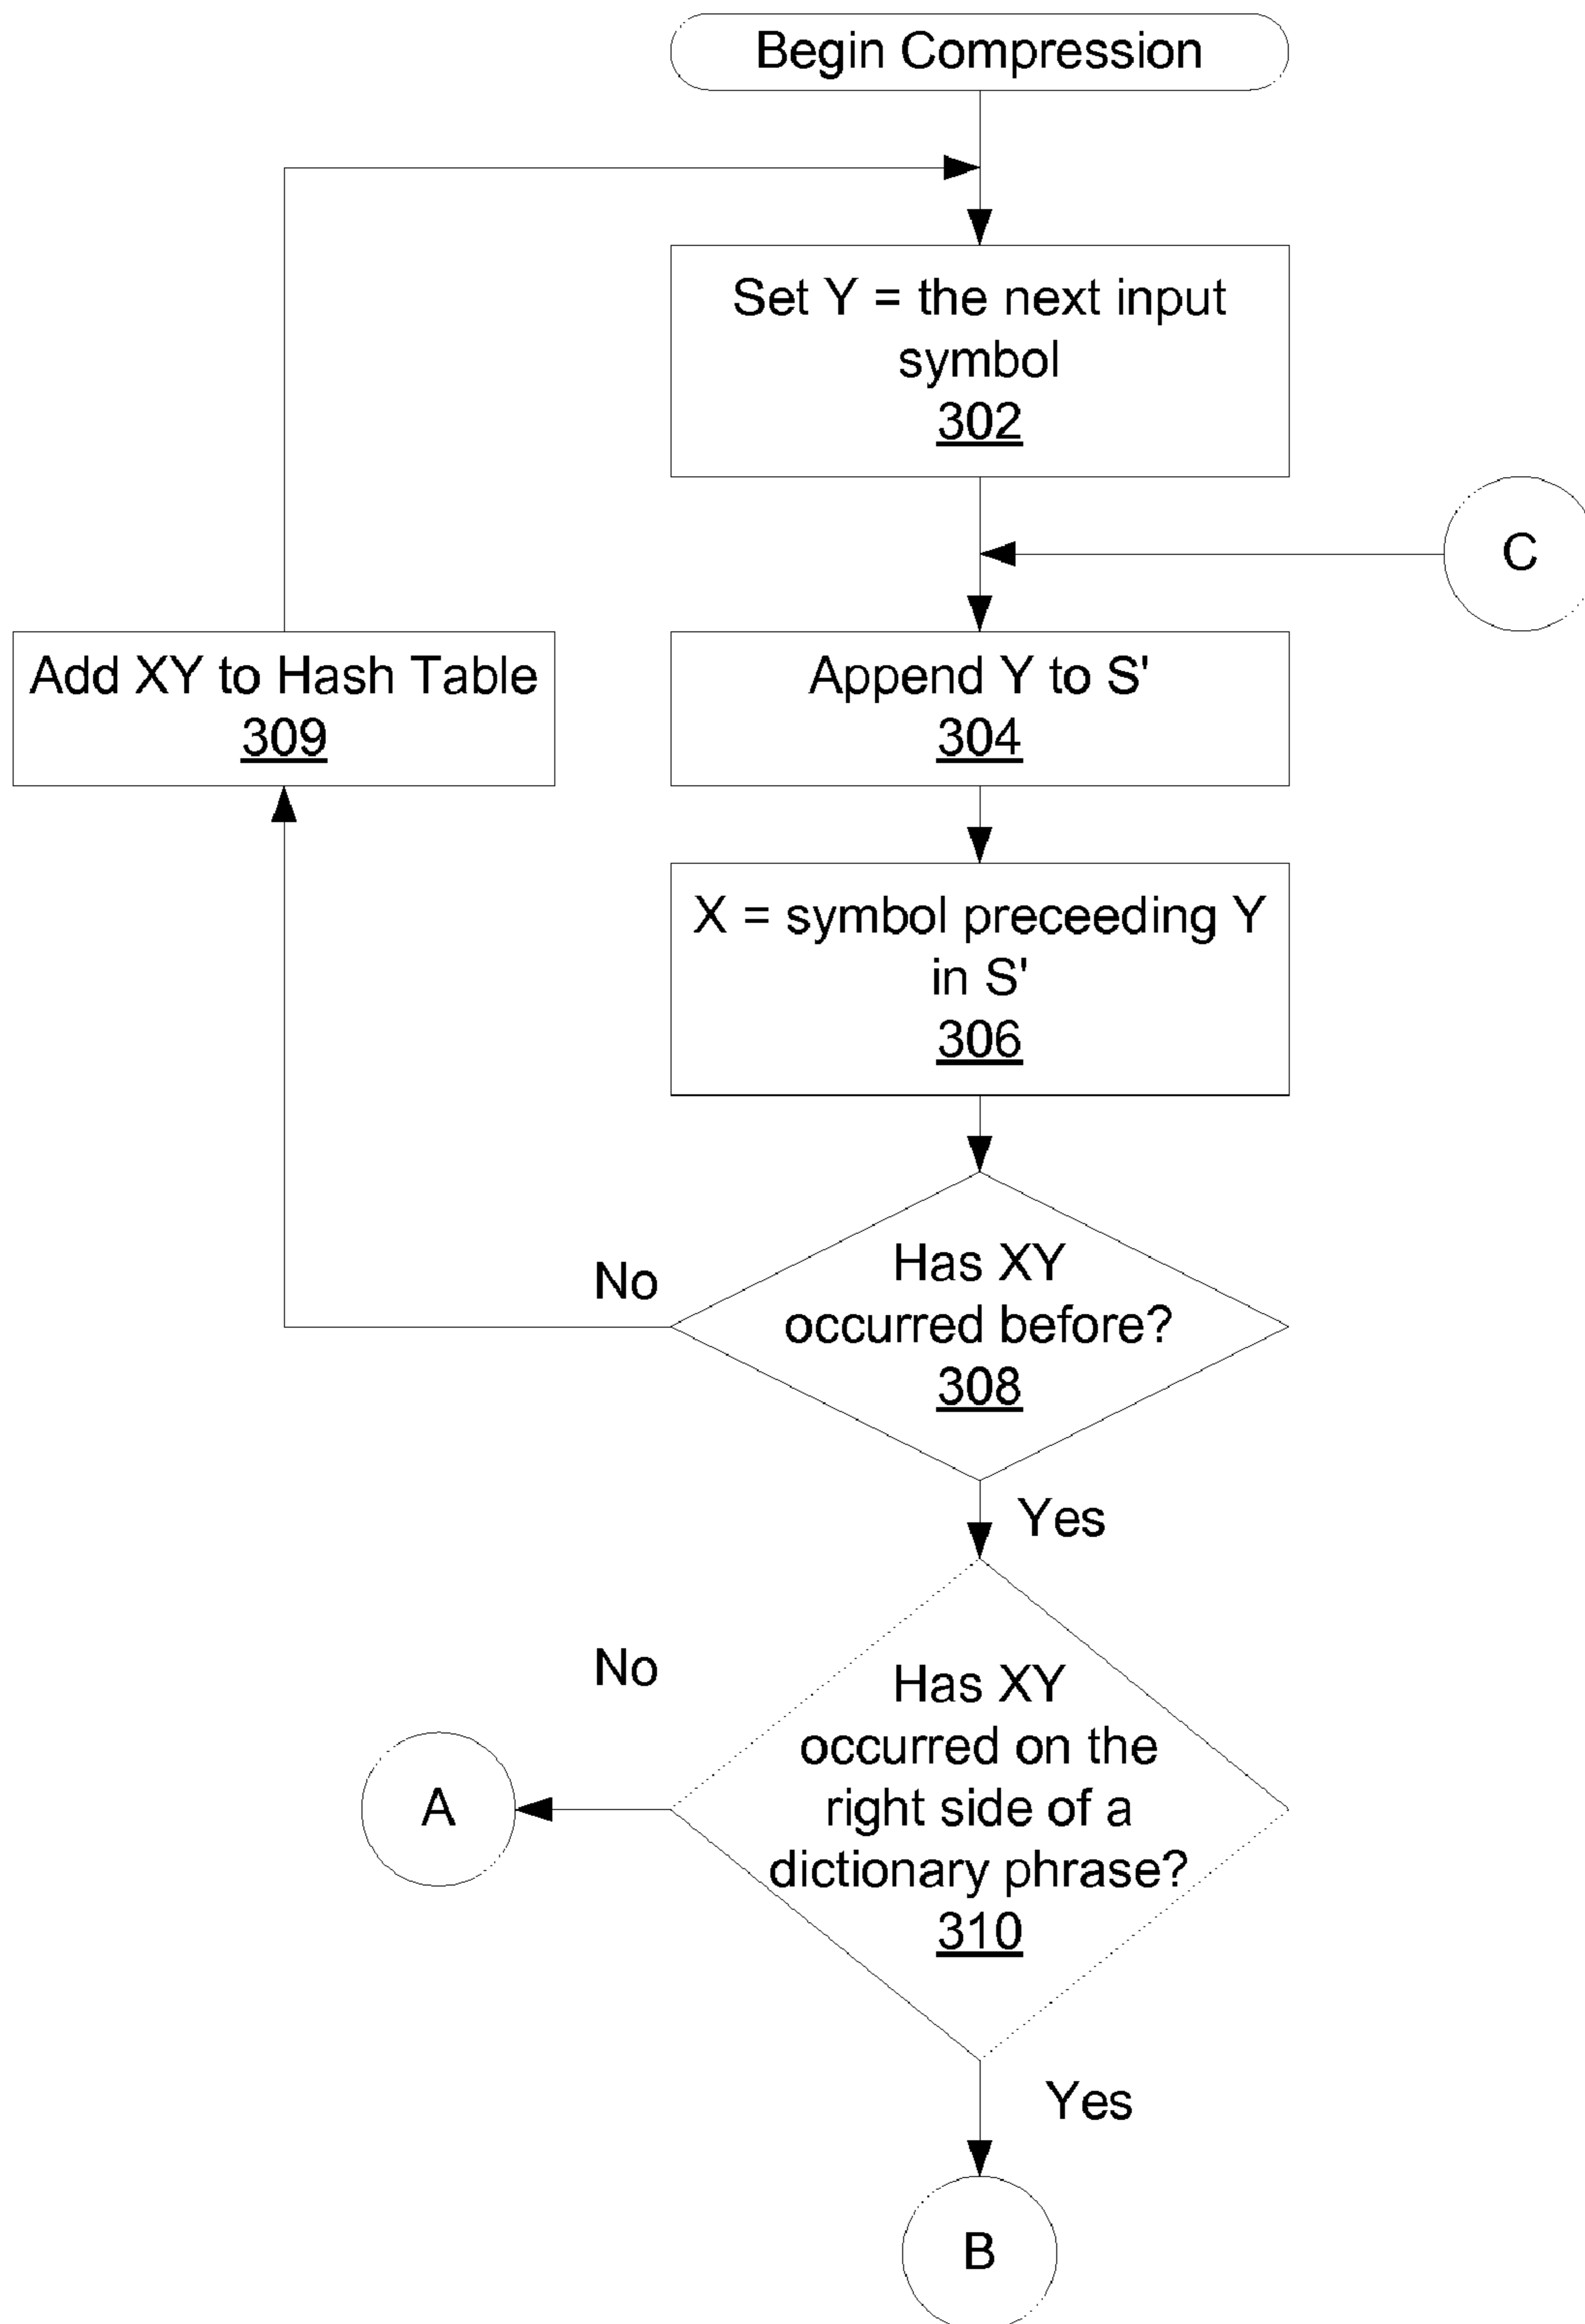 Begin Compression
Set Y = the next input
symbol
302
C
Add XY to Hash Table
309
Append Y to S'
304
X = symbol preceeding Y
in S'
306
No
Has XY
occurred before?
308
Yes
No
Has XY
occurred on the
right side of a
dictionary phrase?
310
A
Yes
B